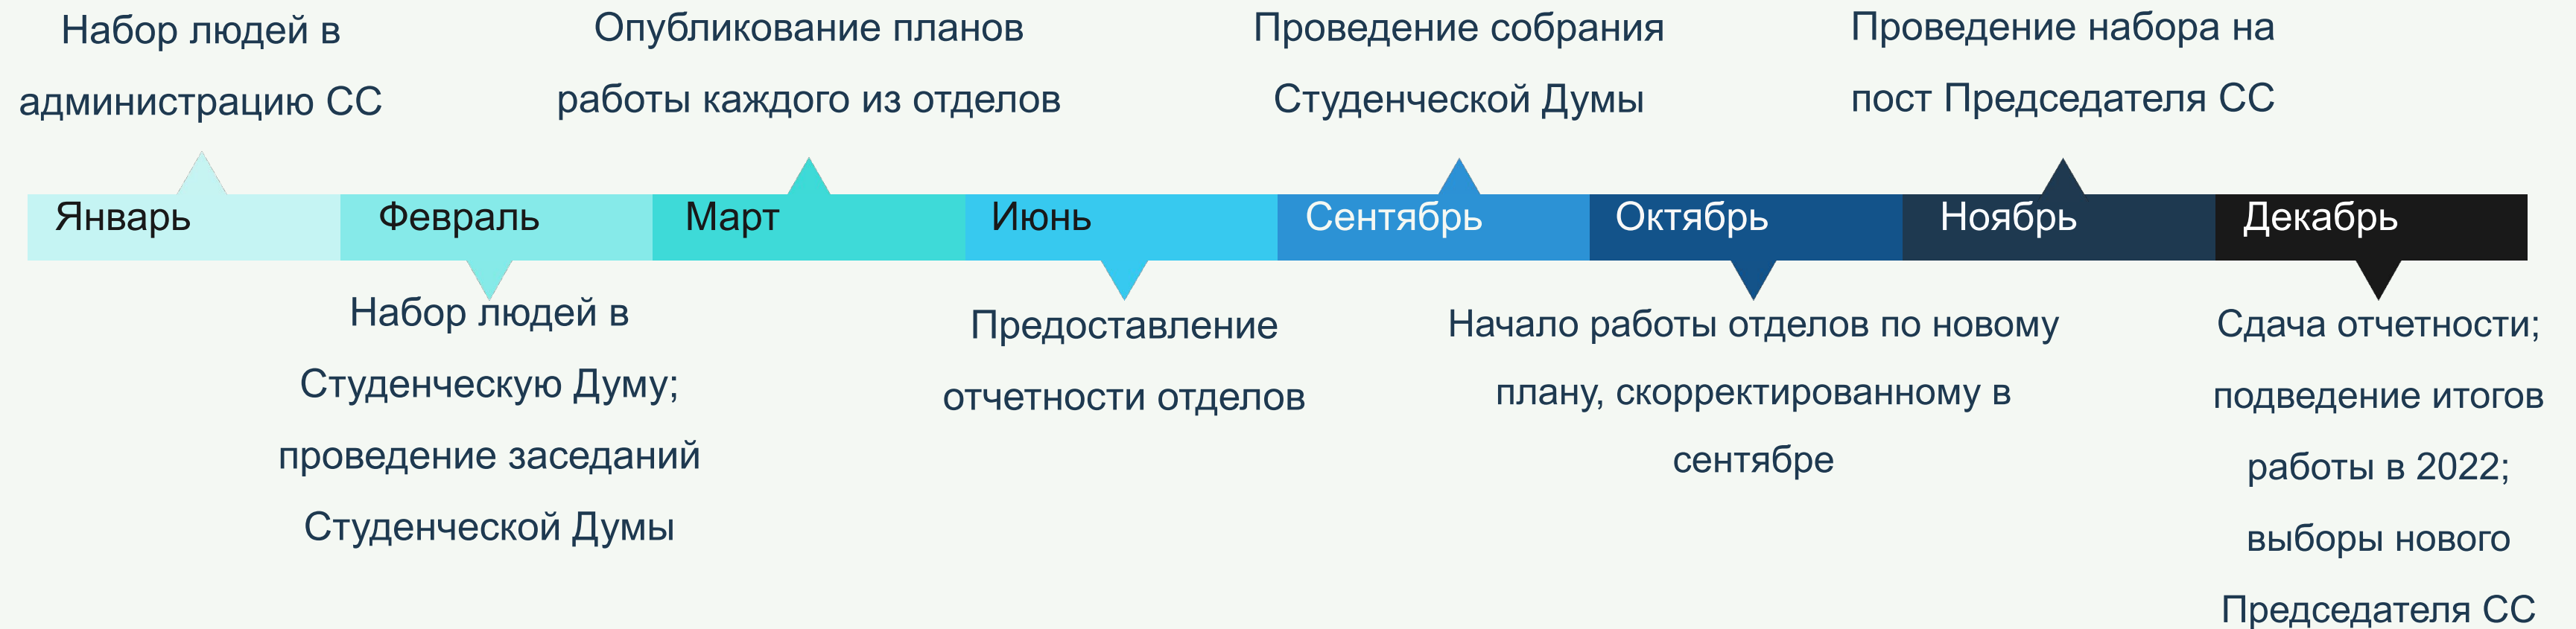 Набор людей в
администрацию СС
Опубликование планов
работы каждого из отделов
Проведение собрания
Студенческой Думы
Проведение набора на
пост Председателя СС
Январь
Февраль
Март
Июнь
Сентябрь
Октябрь
Ноябрь
Декабрь
Набор людей в
Студенческую Думу;
проведение заседаний
Студенческой Думы
Предоставление
отчетности отделов
Начало работы отделов по новому
плану, скорректированному в
сентябре
Сдача отчетности;
подведение итогов
работы в 2022;
выборы нового
Председателя СС